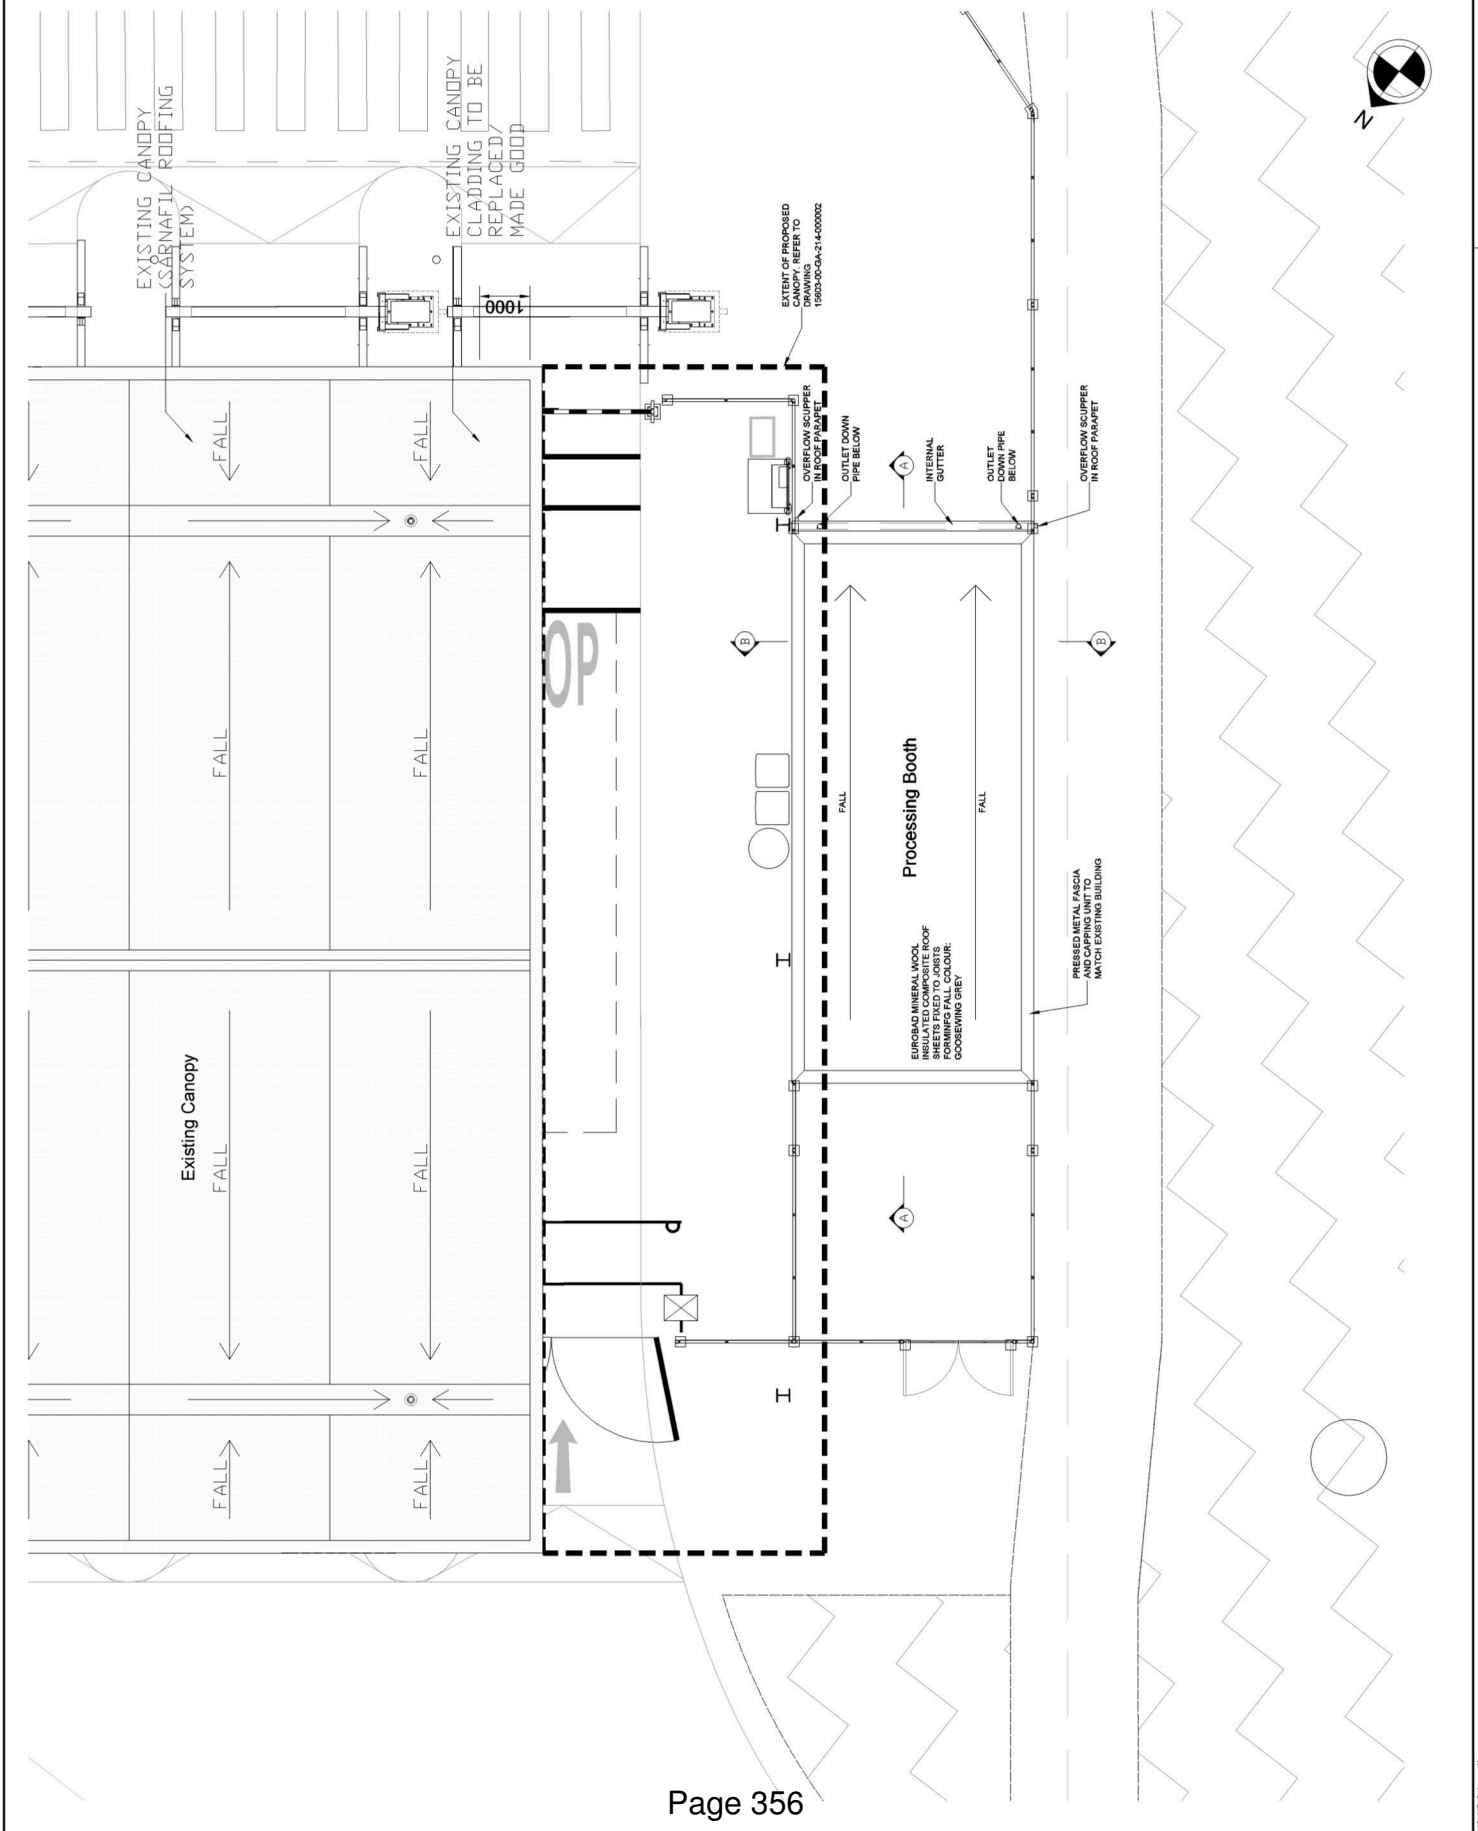 EXISTING CANOPY
(SARNAFIL ROOFING
SYSTEM)
EXISTING CANOPY
CLADDING TO BE
REPLACED/
MADE GOOD
N
1000
EXTENT OF PROPOSED
CANOPY. REFER TO
DRAWING
15603-00-GA-214-000002
OVERFLOW SCUPPER
IN ROOF PARAPET
OUTLET DOWN
PIPE BELOW
A
INTERNAL
GUTTER
OUTLET
DOWN PIPE
BELOW
OVERFLOW SCUPPER
IN ROOF PARAPET
FALL
FALL
OP
B
B
FALL
FALL
FALL
Processing Booth
FALL
EUROBAD MINERAL WOOL
INSULATED COMPOSITE ROOF
SHEETS FIXED TO JOISTS
FORMINFG FALL. COLOUR:
GOOSEWING GREY
PRESSED METAL FASCIA
AND CAPPING UNIT TO
MATCH EXISTING BUILDING
Existing Canopy
FALL
FALL
A
FALL
FALL
Page 356